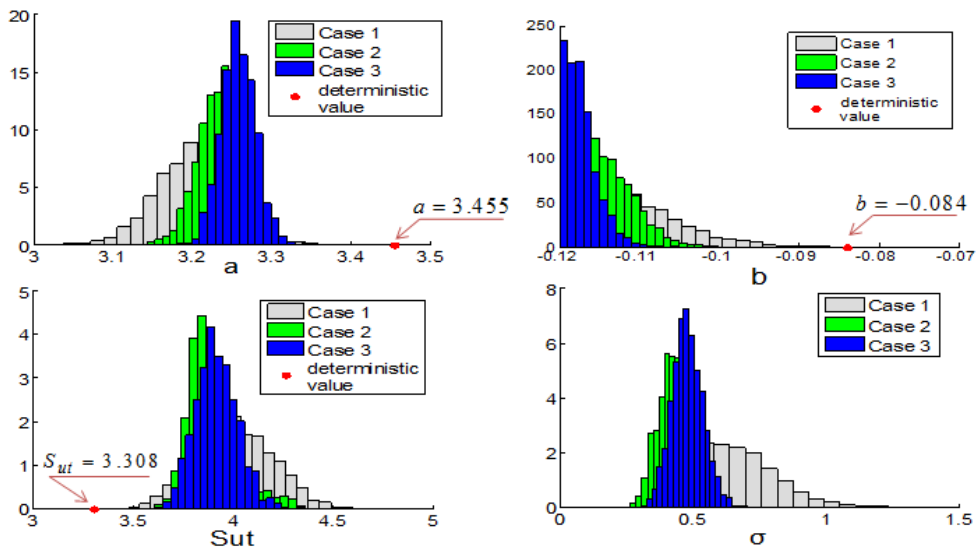 20
15
10
5
0
3
3.1
3.2
3.3
3.4
3.5
a
Case 1
Case 2
Case 3
deterministic
value
a = 3.455
250
200
150
100
50
0
-0.12
-0.11
-0.1
-0.09
-0.08
-0.07
b
Case 1
Case 2
Case 3
deterministic
value
b = −0.084
5
4
3
2
1
0
3
3.5
4
4.5
5
Sut
Case 1
Case 2
Case 3
deterministic
value
Sut = 3.308
8
6
4
2
0
0
0.5
1
1.5
σ
Case 1
Case 2
Case 3